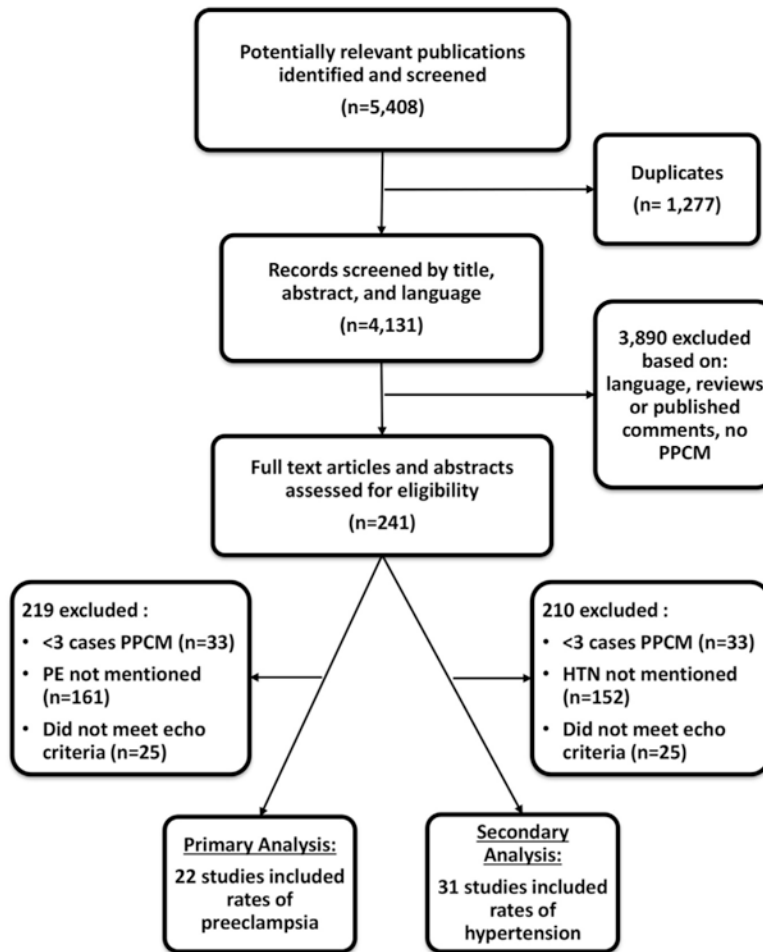 Potentially relevant publications
identified and screened
(n=5,408)
Duplicates
(n= 1,277)
Records screened by title,
abstract, and language
(n=4,131)
3,890 excluded
based on:
language, reviews
or published
comments, no
PPCM
Full text articles and abstracts
assessed for eligibility
(n=241)
219 excluded :
• <3 cases PPCM (n=33)
• PE not mentioned
(n=161)
• Did not meet echo
criteria (n=25)
210 excluded :
• <3 cases PPCM (n=33)
• HTN not mentioned
(n=152)
• Did not meet echo
criteria (n=25)
Primary Analysis:
22 studies included
rates of
preeclampsia
Secondary
Analysis:
31 studies included
rates of
hypertension